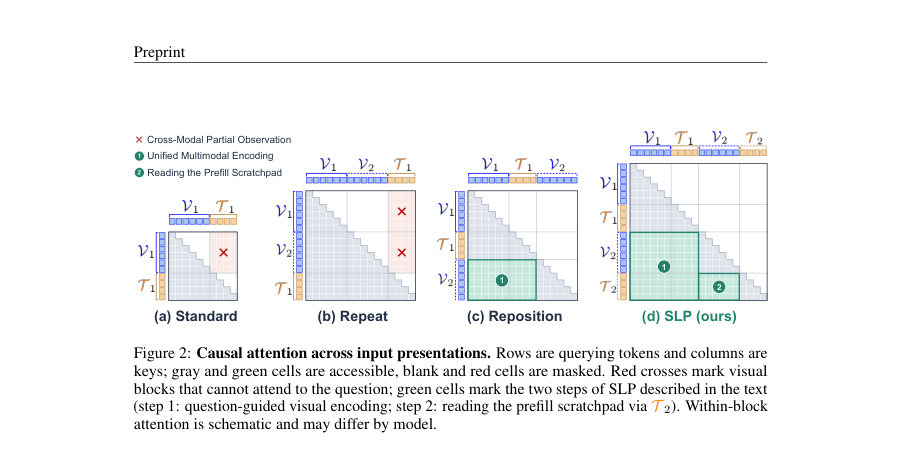 Preprint
✕ Cross-Modal Partial Observation
1 Unified Multimodal Encoding
2 Reading the Prefill Scratchpad
V1 T1
V1
T1
(a) Standard
V1 V2 T1
V1
V2
T1
(b) Repeat
V1 T1 V2
V1
T1
V2
1
(c) Reposition
V1 T1 V2 T2
V1
T1
V2
T2
1
2
(d) SLP (ours)
Figure 2: Causal attention across input presentations. Rows are querying tokens and columns are
keys; gray and green cells are accessible, blank and red cells are masked. Red crosses mark visual
blocks that cannot attend to the question; green cells mark the two steps of SLP described in the text
(step 1: question-guided visual encoding; step 2: reading the prefill scratchpad via T2). Within-block
attention is schematic and may differ by model.